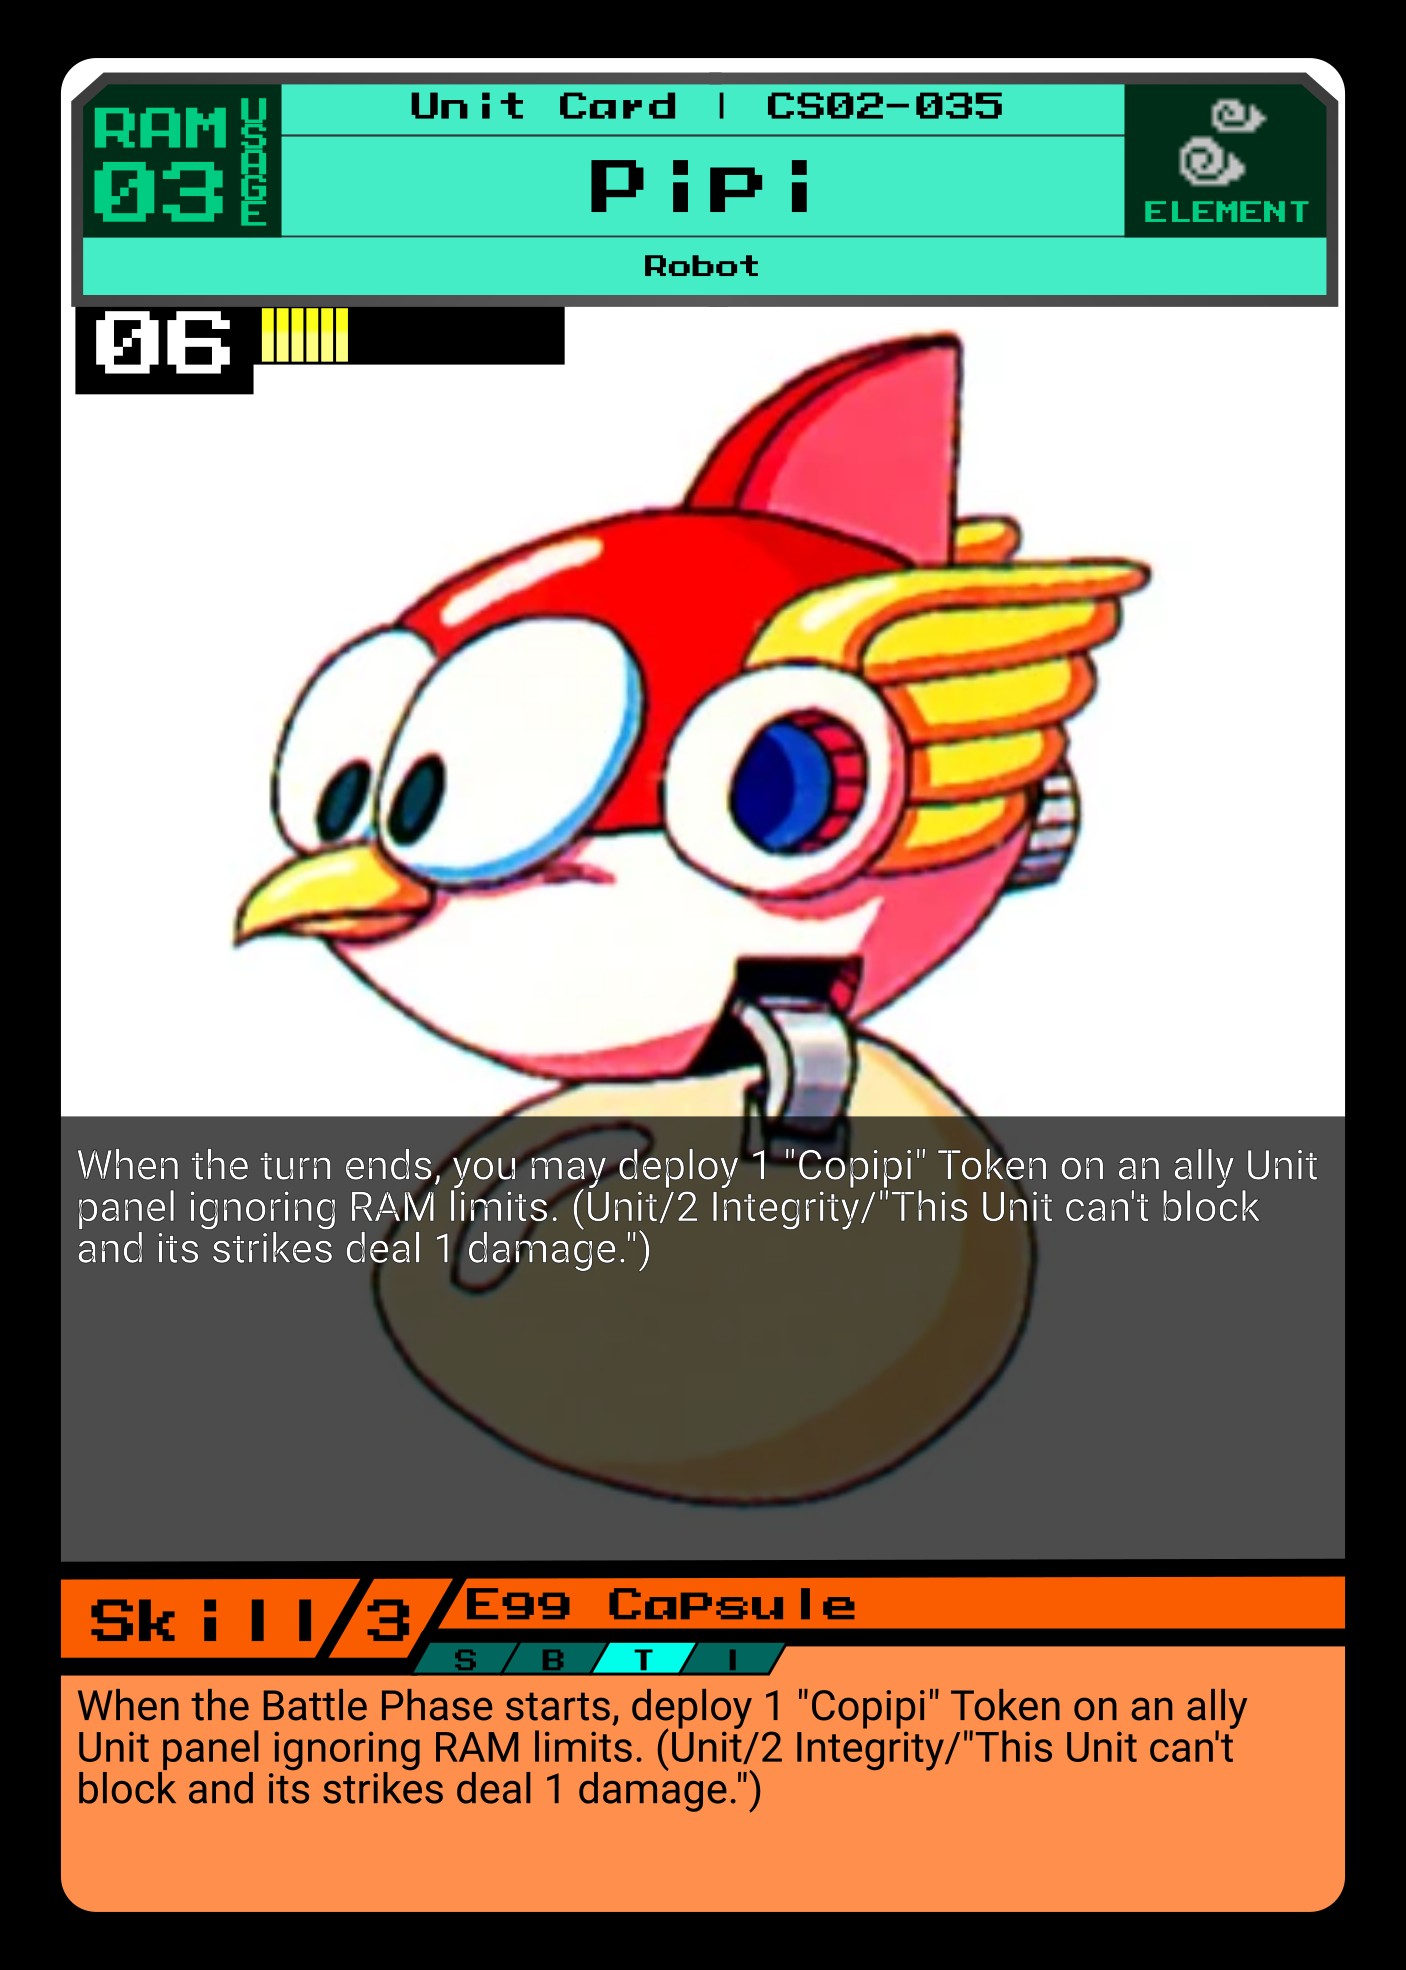 RAM
03
USAGE
Unit Card | CS02-035
Pipi
ELEMENT
Robot
06
When the turn ends, you may deploy 1 "Copipi" Token on an ally Unit
panel ignoring RAM limits. (Unit/2 Integrity/"This Unit can't block
and its strikes deal 1 damage.")
Skill/3
Egg Capsule
S B T I
When the Battle Phase starts, deploy 1 "Copipi" Token on an ally
Unit panel ignoring RAM limits. (Unit/2 Integrity/"This Unit can't
block and its strikes deal 1 damage.")